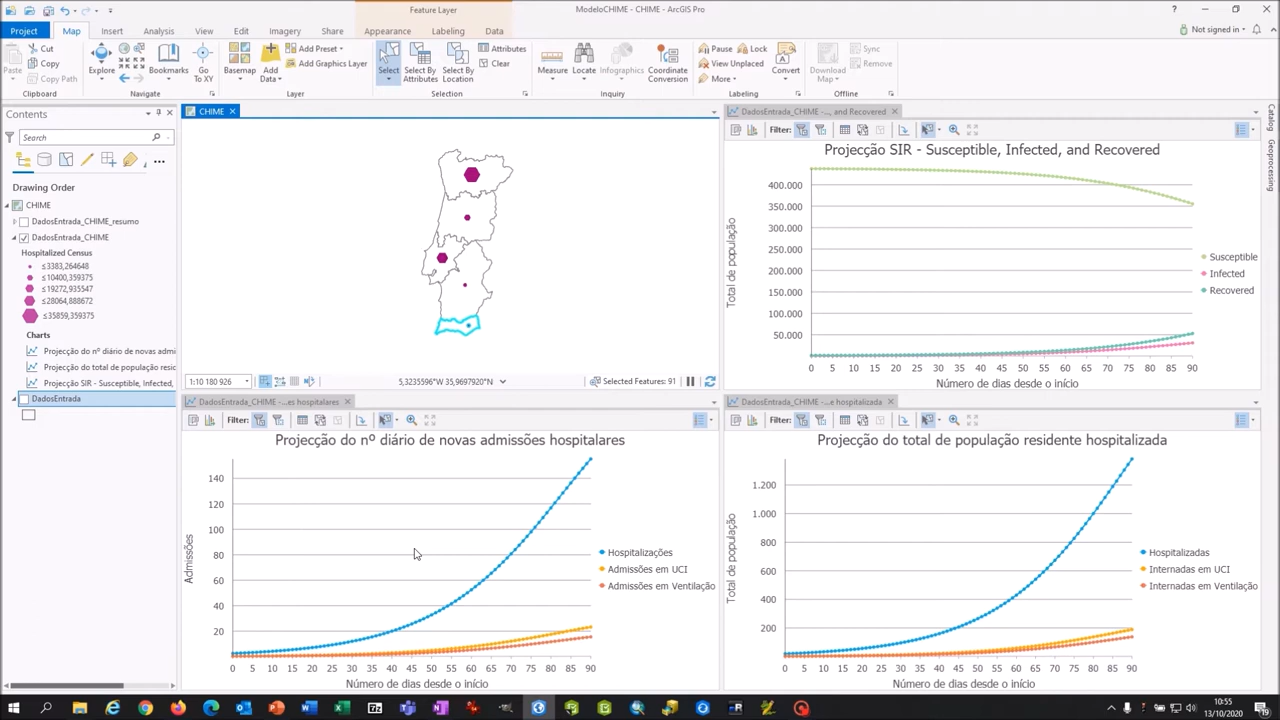 Feature Layer
ModeloCHIME - CHIME - ArcGIS Pro
Project Map Insert Analysis View Edit Imagery Share Appearance Labeling Data
Not signed in
Paste
Cut
Copy
Copy Path
Clipboard
Explore
Bookmarks
Go
To XY
Navigate
Basemap
Add
Data
Add Preset
Add Graphics Layer
Layer
Select
Select By
Attributes
Select By
Location
Attributes
Clear
Selection
Measure
Locate
Infographics
Coordinate
Conversion
Inquiry
Pause
Lock
View Unplaced
More
Convert
Labeling
Download
Map
Sync
Remove
Offline
Contents
Search
Drawing Order
CHIME
DadosEntrada_CHIME_resumo
DadosEntrada_CHIME
Hospitalized Census
≤3383,264648
≤10400,359375
≤19272,935547
≤28064,888672
≤35859,359375
Charts
Projecção do nº diário de novas admi
Projecção do total de população resid
Projecção SIR - Susceptible, Infected,
DadosEntrada
CHIME
1:10 180 926
5,3235596°W 35,9697920°N
Selected Features: 91
DadosEntrada_CHIME -..., and Recovered
Filter:
Projecção SIR - Susceptible, Infected, and Recovered
Total de população
400.000
350.000
300.000
250.000
200.000
150.000
100.000
50.000
0 5 10 15 20 25 30 35 40 45 50 55 60 65 70 75 80 85 90
Número de dias desde o início
Susceptible
Infected
Recovered
Catalog
Geoprocessing
DadosEntrada_CHIME -...es hospitalares
Filter:
Projecção do nº diário de novas admissões hospitalares
Admissões
140
120
100
80
60
40
20
0 5 10 15 20 25 30 35 40 45 50 55 60 65 70 75 80 85 90
Número de dias desde o início
Hospitalizações
Admissões em UCI
Admissões em Ventilação
DadosEntrada_CHIME -...e hospitalizada
Filter:
Projecção do total de população residente hospitalizada
Total de população
1.200
1.000
800
600
400
200
0 5 10 15 20 25 30 35 40 45 50 55 60 65 70 75 80 85 90
Número de dias desde o início
Hospitalizadas
Internadas em UCI
Internadas em Ventilação
10:55
13/10/2020
19